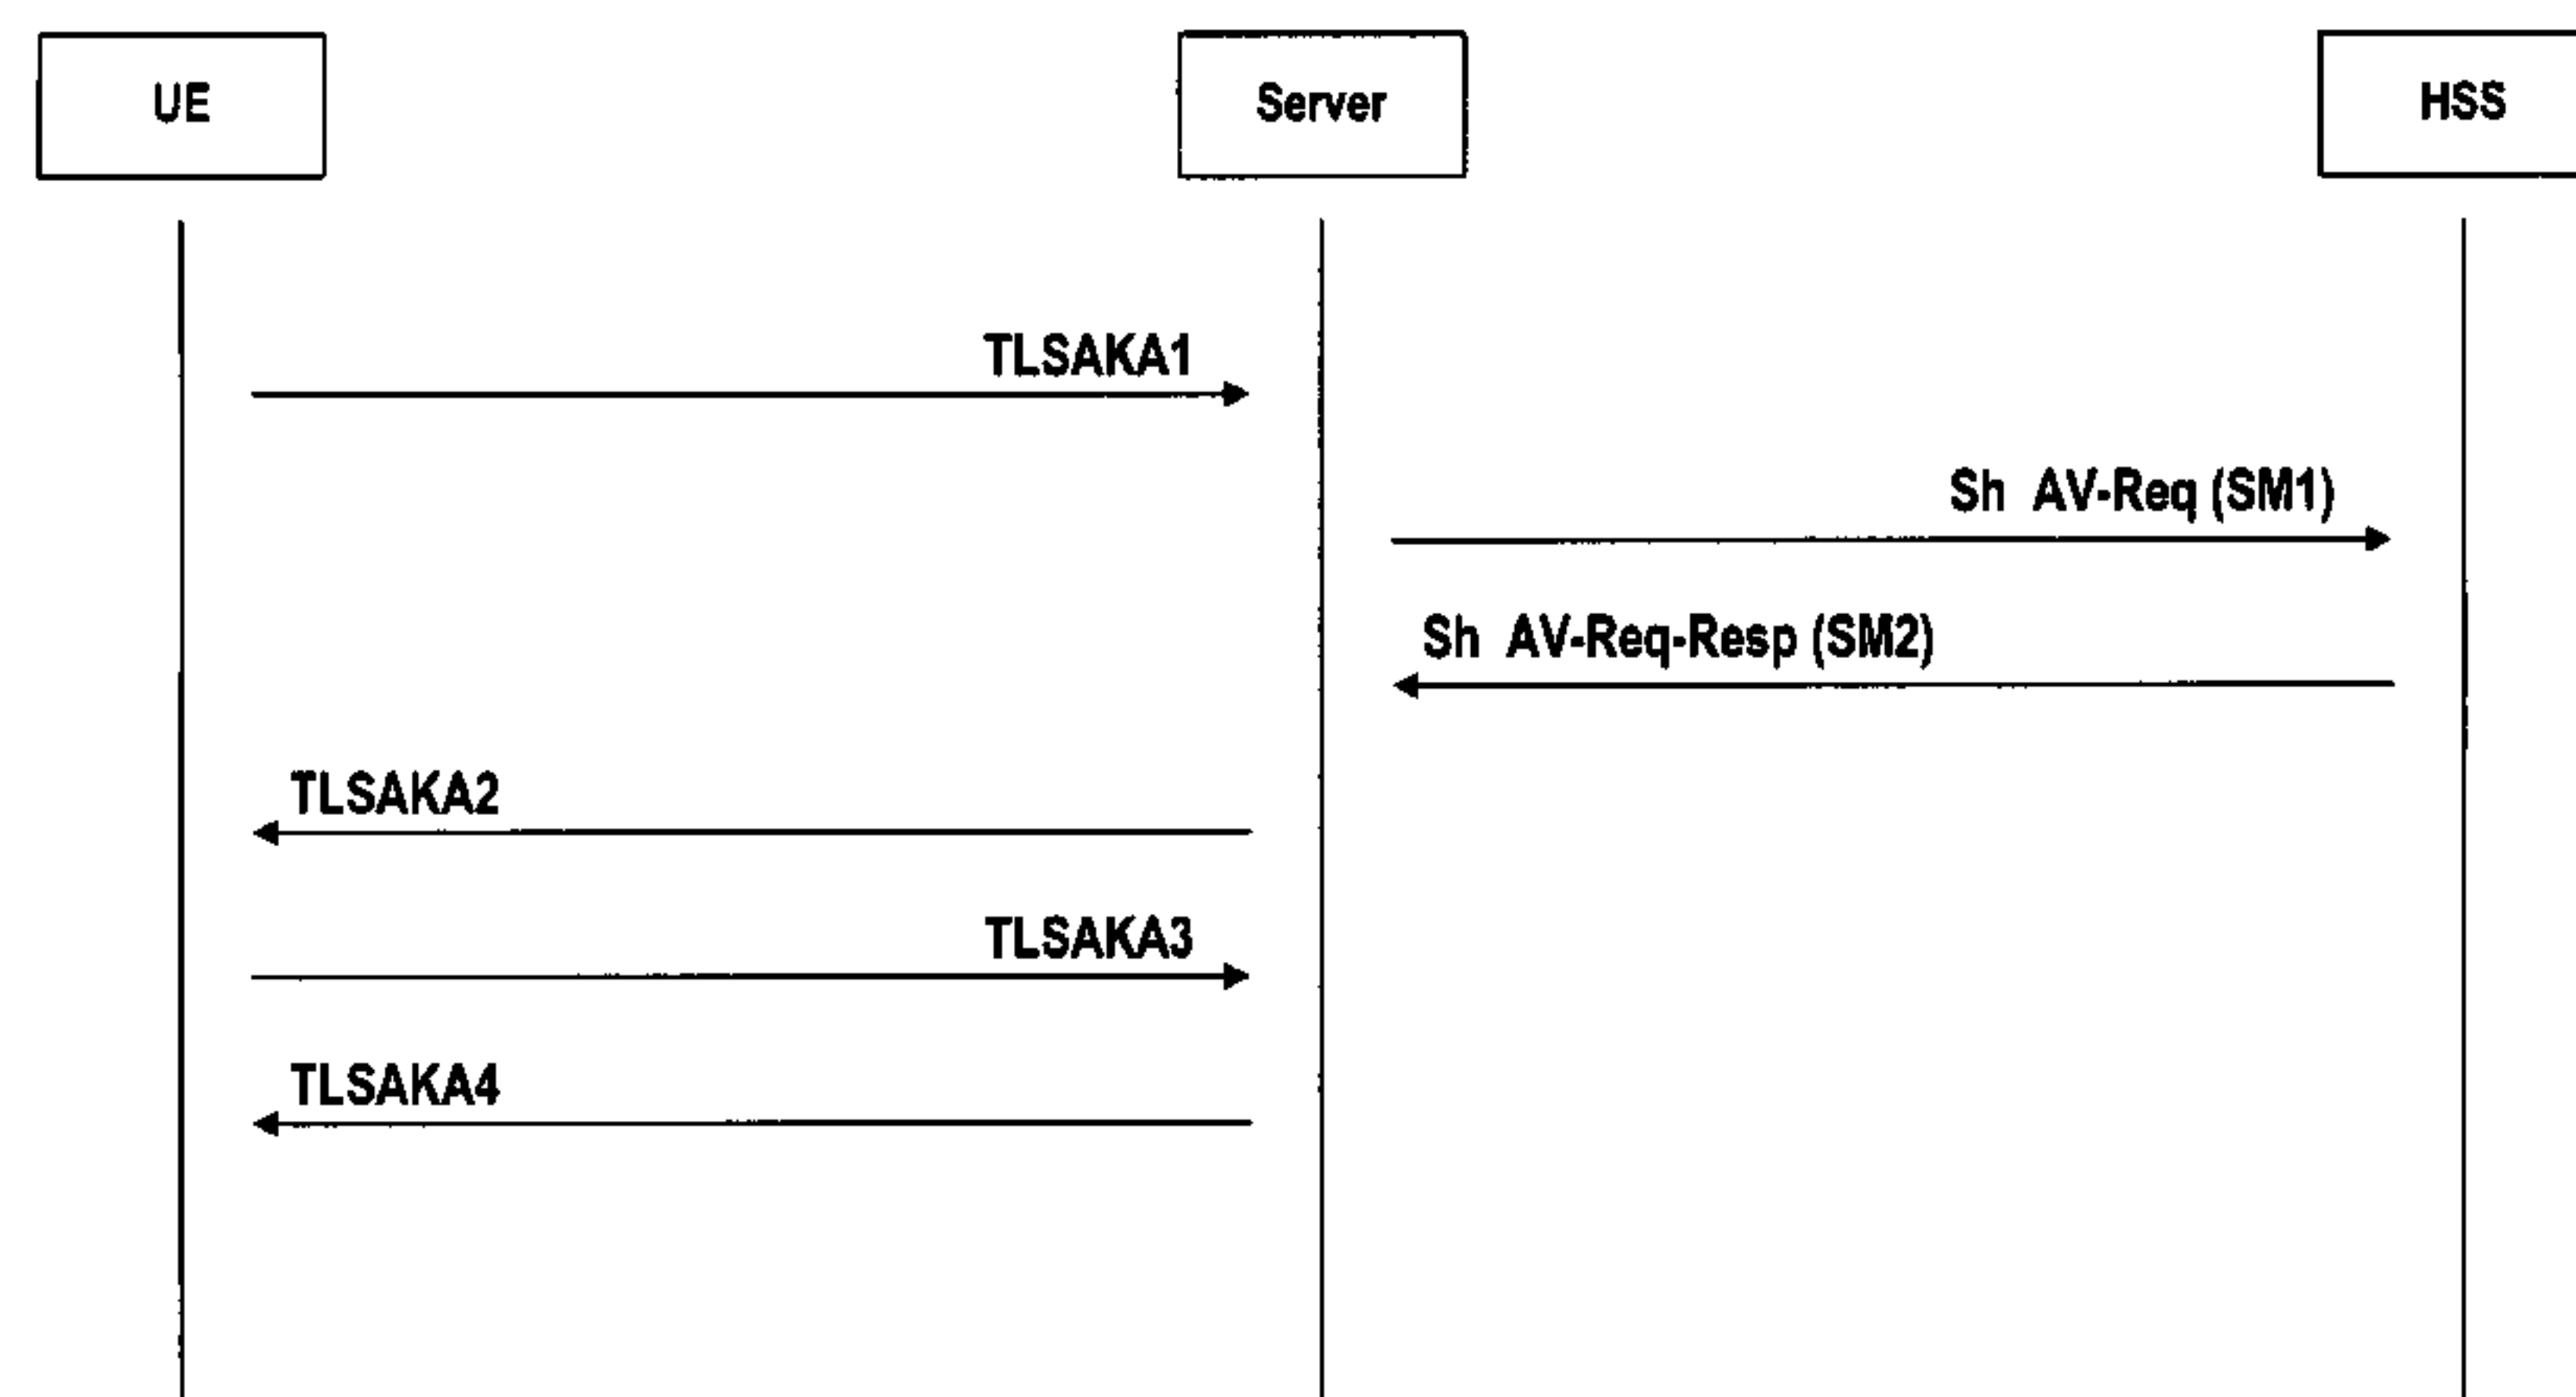 UE
Server
HSS
TLSAKA1
Sh AV-Req (SM1)
Sh AV-Req-Resp (SM2)
TLSAKA2
TLSAKA3
TLSAKA4